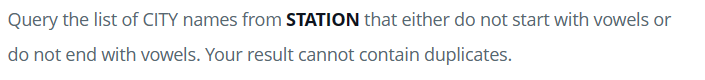 Query the list of CITY names from STATION that either do not start with vowels or
do not end with vowels. Your result cannot contain duplicates.